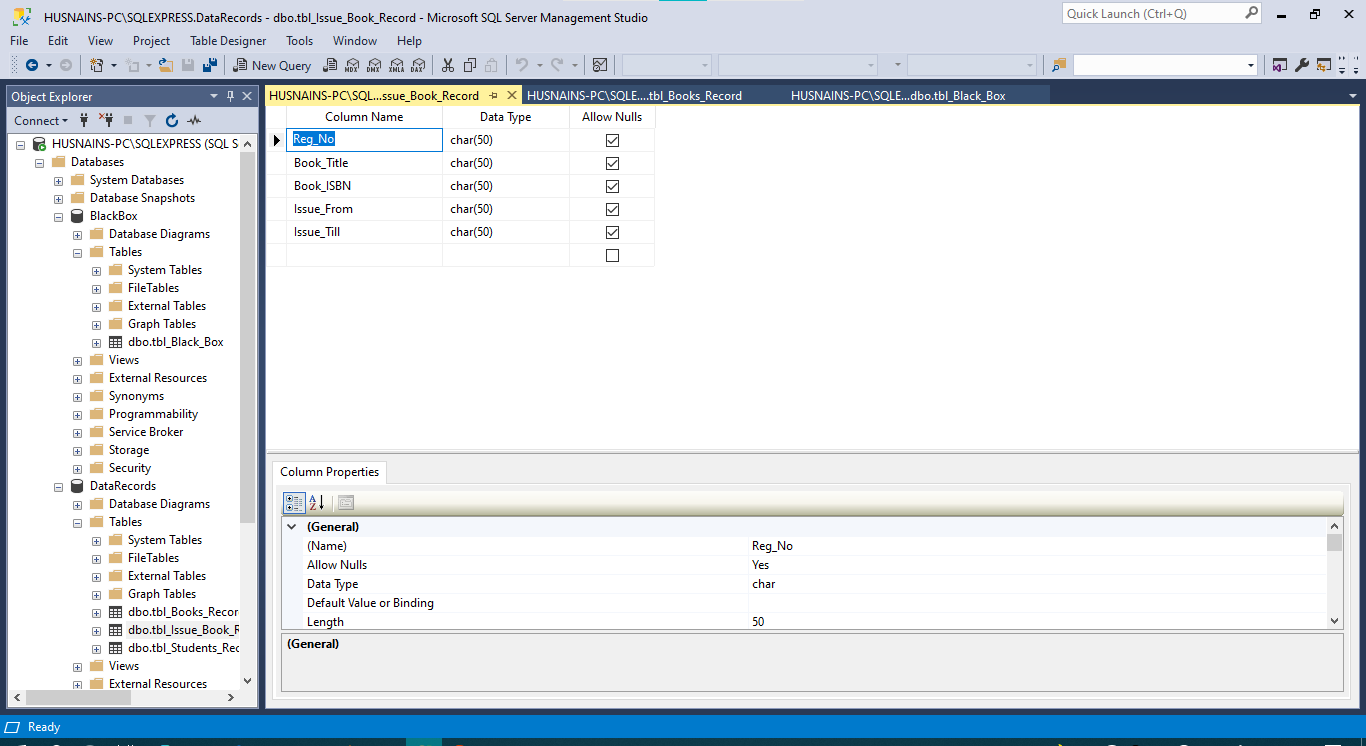 HUSNAINS-PC\SQLEXPRESS.DataRecords - dbo.tbl_Issue_Book_Record - Microsoft SQL Server Management Studio
Quick Launch (Ctrl+Q)
File Edit View Project Table Designer Tools Window Help
New Query MDX DMX XMLA DAX
Object Explorer
Connect
HUSNAINS-PC\SQLEXPRESS (SQL S
Databases
System Databases
Database Snapshots
BlackBox
Database Diagrams
Tables
System Tables
FileTables
External Tables
Graph Tables
dbo.tbl_Black_Box
Views
External Resources
Synonyms
Programmability
Service Broker
Storage
Security
DataRecords
Database Diagrams
Tables
System Tables
FileTables
External Tables
Graph Tables
dbo.tbl_Books_Recor
dbo.tbl_Issue_Book_R
dbo.tbl_Students_Rec
Views
External Resources
HUSNAINS-PC\SQL...ssue_Book_Record HUSNAINS-PC\SQLE....tbl_Books_Record HUSNAINS-PC\SQLE...dbo.tbl_Black_Box
Column Name Data Type Allow Nulls
Reg_No char(50)
Book_Title char(50)
Book_ISBN char(50)
Issue_From char(50)
Issue_Till char(50)
Column Properties
A Z
(General)
(Name) Reg_No
Allow Nulls Yes
Data Type char
Default Value or Binding
Length 50
(General)
Ready